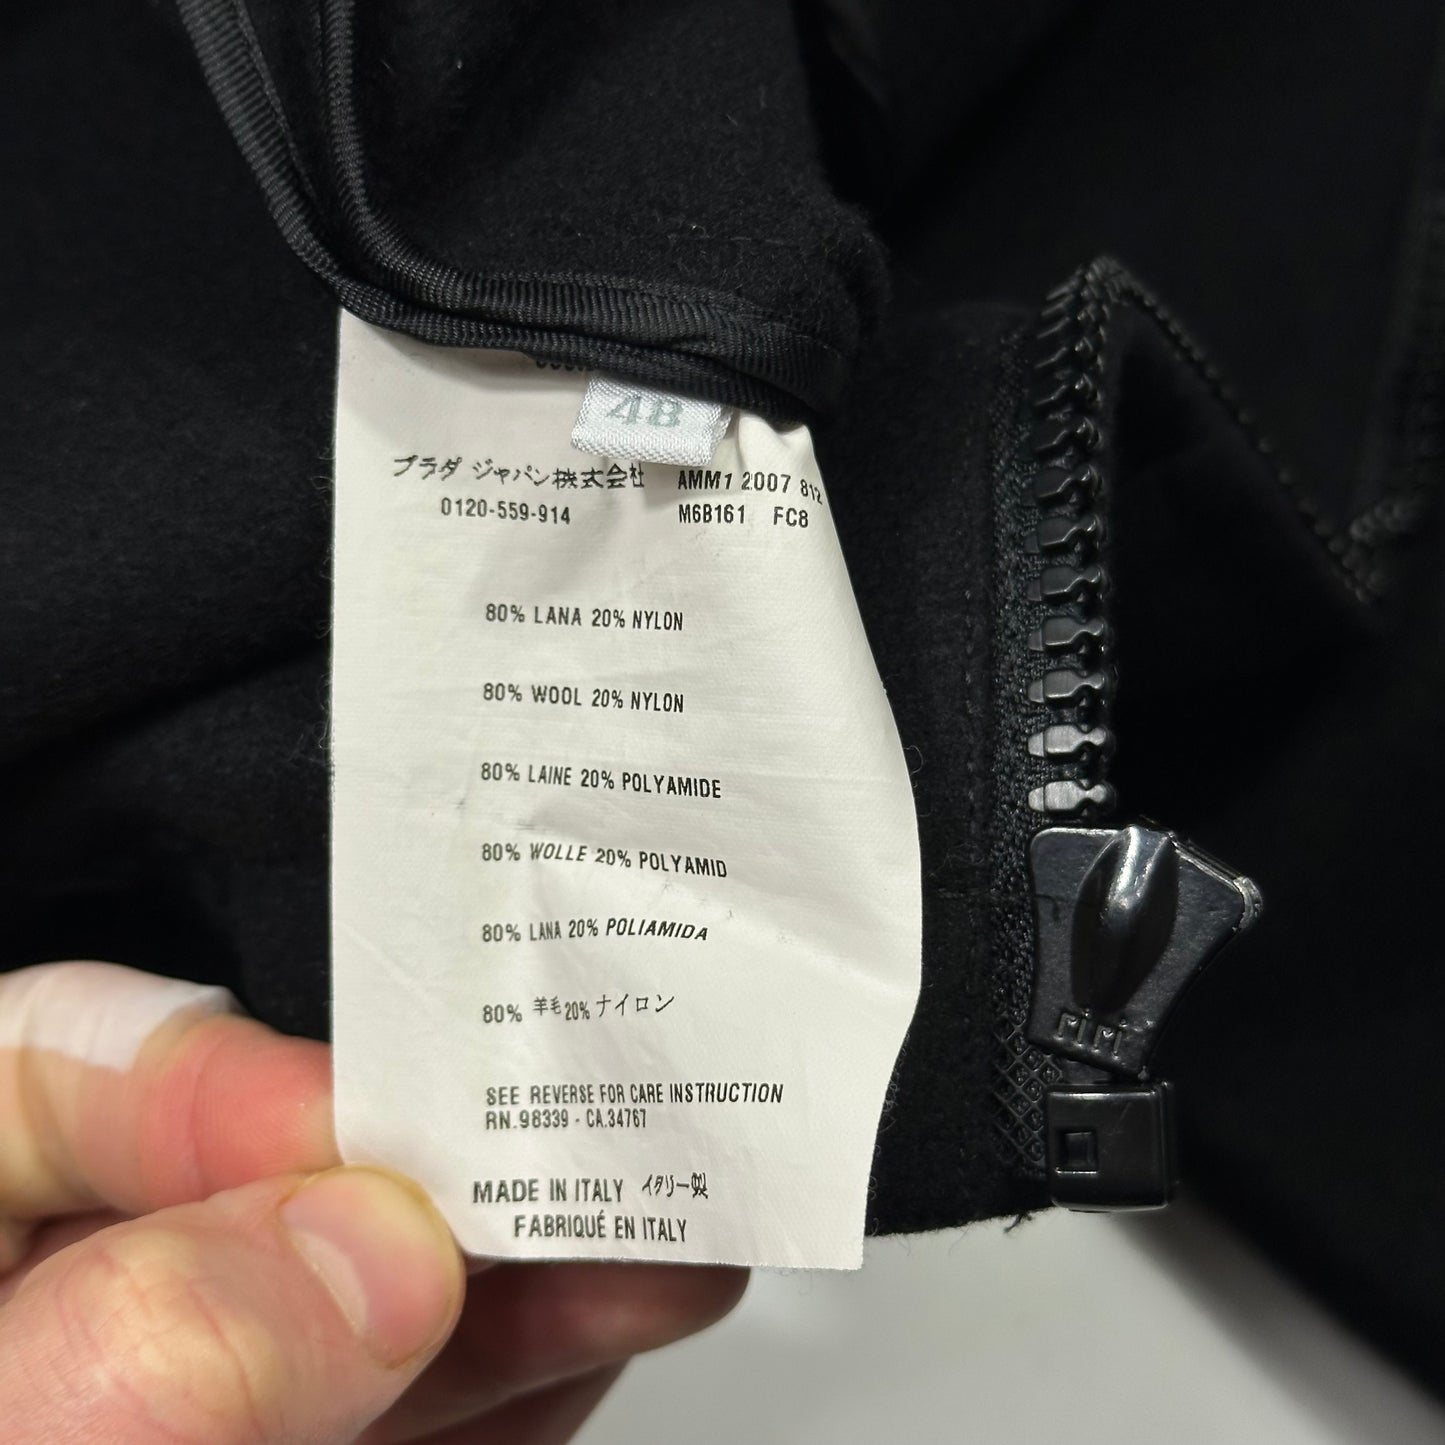 48
プラダ ジャパン株式会社 AMM1 2007 812
0120-559-914 M6B161 FC8
80% LANA 20% NYLON
80% WOOL 20% NYLON
80% LAINE 20% POLYAMIDE
80% WOLLE 20% POLYAMID
80% LANA 20% POLIAMIDA
80% 羊毛 20% ナイロン
SEE REVERSE FOR CARE INSTRUCTION
RN.98339 - CA.34767
MADE IN ITALY イタリー製
FABRIQUÉ EN ITALY
riri